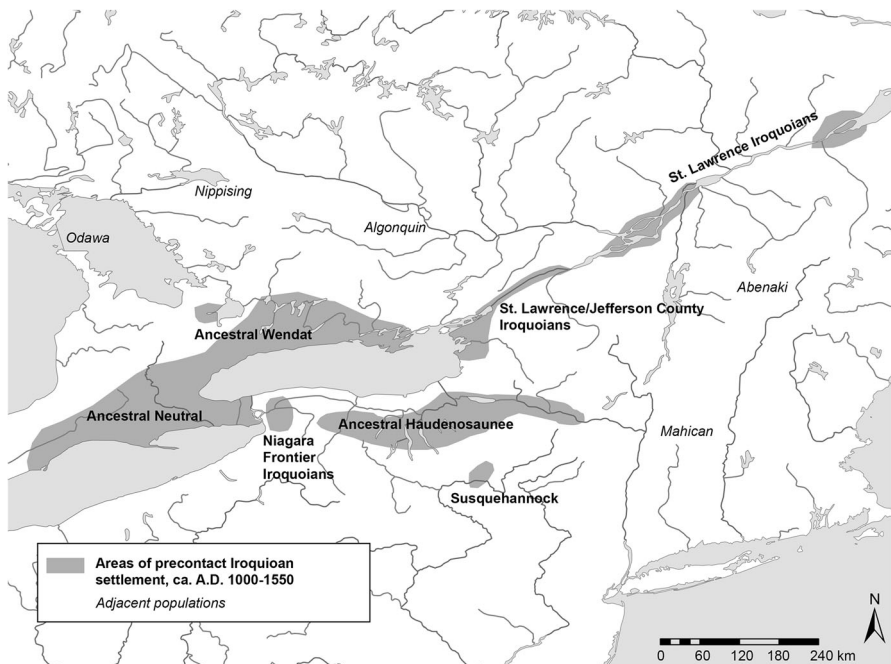 St. Lawrence Iroquoians
Nippising
Algonquin
Odawa
Abenaki
St. Lawrence/Jefferson County
Iroquoians
Ancestral Wendat
Ancestral Neutral
Ancestral Haudenosaunee
Mahican
Niagara
Frontier
Iroquoians
Susquehannock
Areas of precontact Iroquoian
settlement, ca. A.D. 1000-1550
Adjacent populations
N
0 60 120 180 240 km